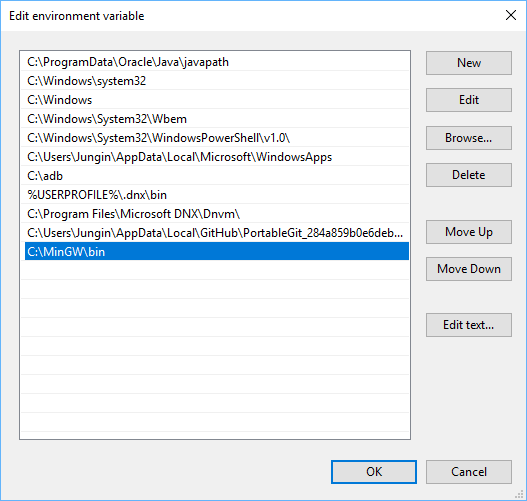 Edit environment variable
C:\ProgramData\Oracle\Java\javapath
C:\Windows\system32
C:\Windows
C:\Windows\System32\Wbem
C:\Windows\System32\WindowsPowerShell\v1.0\
C:\Users\Jungin\AppData\Local\Microsoft\WindowsApps
C:\adb
%USERPROFILE%\.dnx\bin
C:\Program Files\Microsoft DNX\Dnvm\
C:\Users\Jungin\AppData\Local\GitHub\PortableGit_284a859b0e6deb...
C:\MinGW\bin
New
Edit
Browse...
Delete
Move Up
Move Down
Edit text...
OK
Cancel